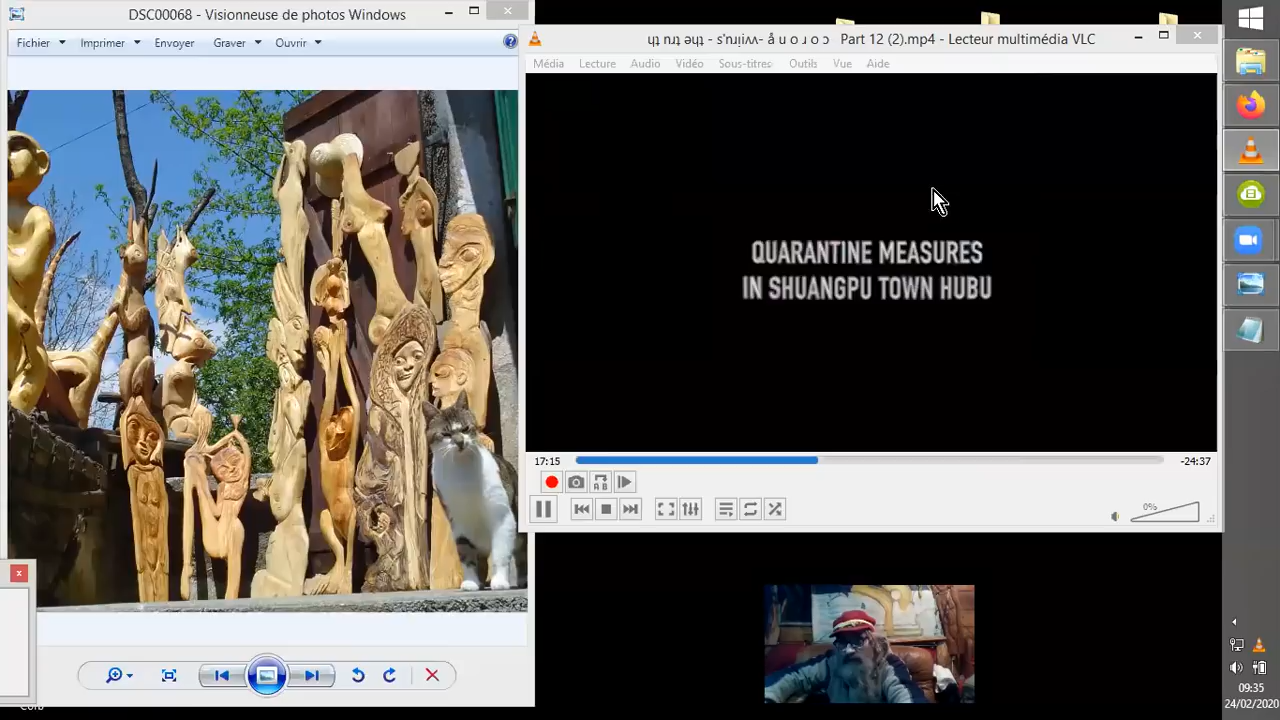 DSC00068 - Visionneuse de photos Windows
Fichier Imprimer Envoyer Graver Ouvrir
Part 12 (2).mp4 - Lecteur multimédia VLC
Média Lecture Audio Vidéo Sous-titres Outils Vue Aide
QUARANTINE MEASURES
IN SHUANGPU TOWN HUBU
17:15 -24:37
0%
09:35
24/02/2020